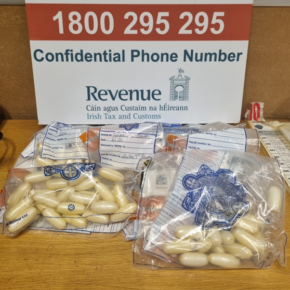 1800 295 295
Confidential Phone Number
Revenue
Cáin agus Custaim na hÉireann
Irish Tax and Customs